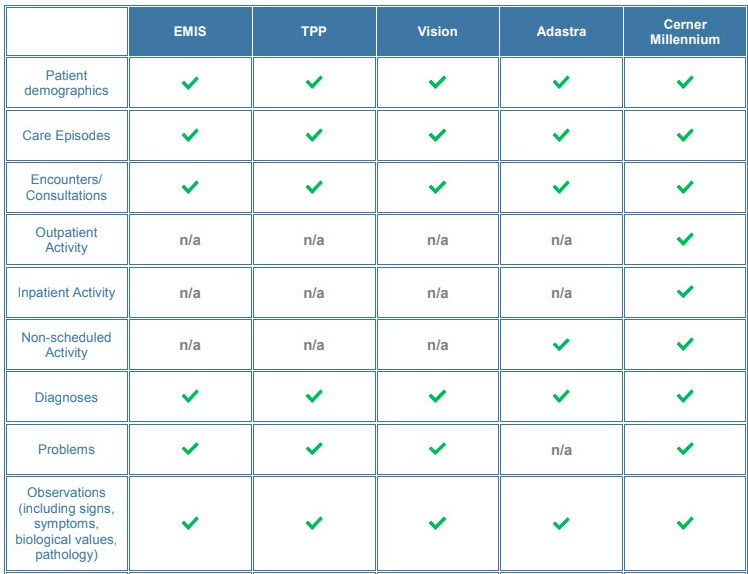 EMIS TPP Vision Adastra Cerner
Millennium
Patient
demographics ✓ ✓ ✓ ✓ ✓
Care Episodes ✓ ✓ ✓ ✓ ✓
Encounters/
Consultations ✓ ✓ ✓ ✓ ✓
Outpatient
Activity n/a n/a n/a n/a ✓
Inpatient Activity n/a n/a n/a n/a ✓
Non-scheduled
Activity n/a n/a n/a ✓ ✓
Diagnoses ✓ ✓ ✓ ✓ ✓
Problems ✓ ✓ ✓ n/a ✓
Observations
(including signs,
symptoms,
biological values,
pathology) ✓ ✓ ✓ ✓ ✓